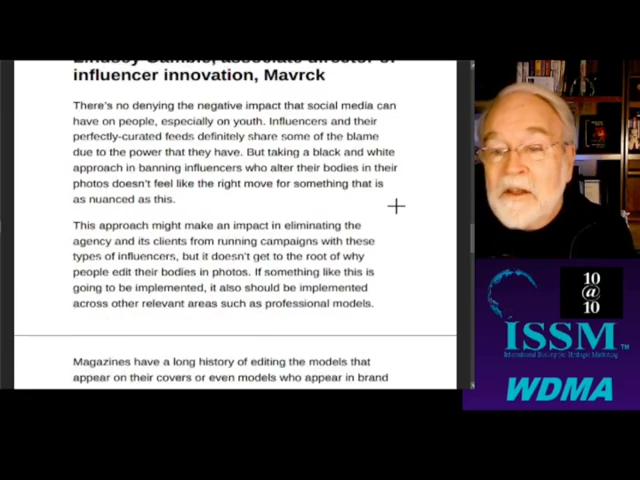 Lindsey Gamble, associate director of
influencer innovation, Mavrck
There's no denying the negative impact that social media can
have on people, especially on youth. Influencers and their
perfectly-curated feeds definitely share some of the blame
due to the power that they have. But taking a black and white
approach in banning influencers who alter their bodies in their
photos doesn't feel like the right move for something that is
as nuanced as this.
This approach might make an impact in eliminating the
agency and its clients from running campaigns with these
types of influencers, but it doesn't get to the root of why
people edit their bodies in photos. If something like this is
going to be implemented, it also should be implemented
across other relevant areas such as professional models.
Magazines have a long history of editing the models that
appear on their covers or even models who appear in brand
10
@
10
ISSM TM
International Society for Strategic Marketing
WDMA